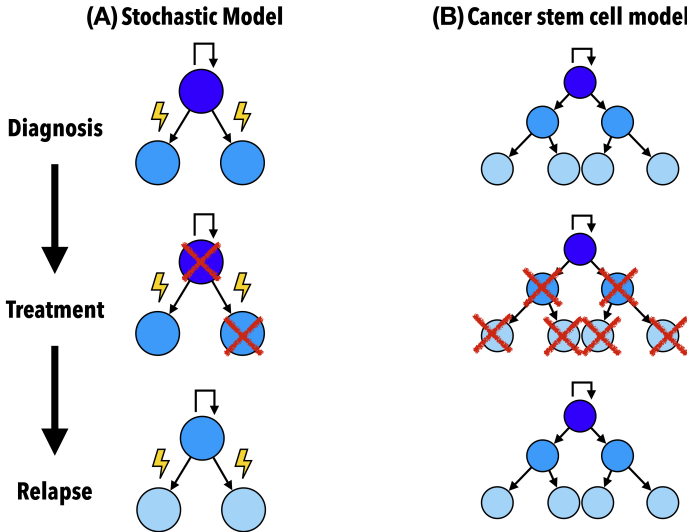 (A) Stochastic Model
(B) Cancer stem cell model
Diagnosis
Treatment
Relapse